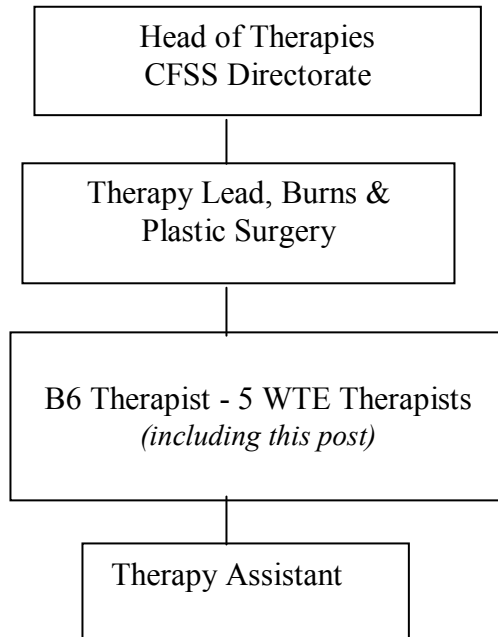 Head of Therapies
CFSS Directorate
Therapy Lead, Burns &
Plastic Surgery
B6 Therapist - 5 WTE Therapists
(including this post)
Therapy Assistant